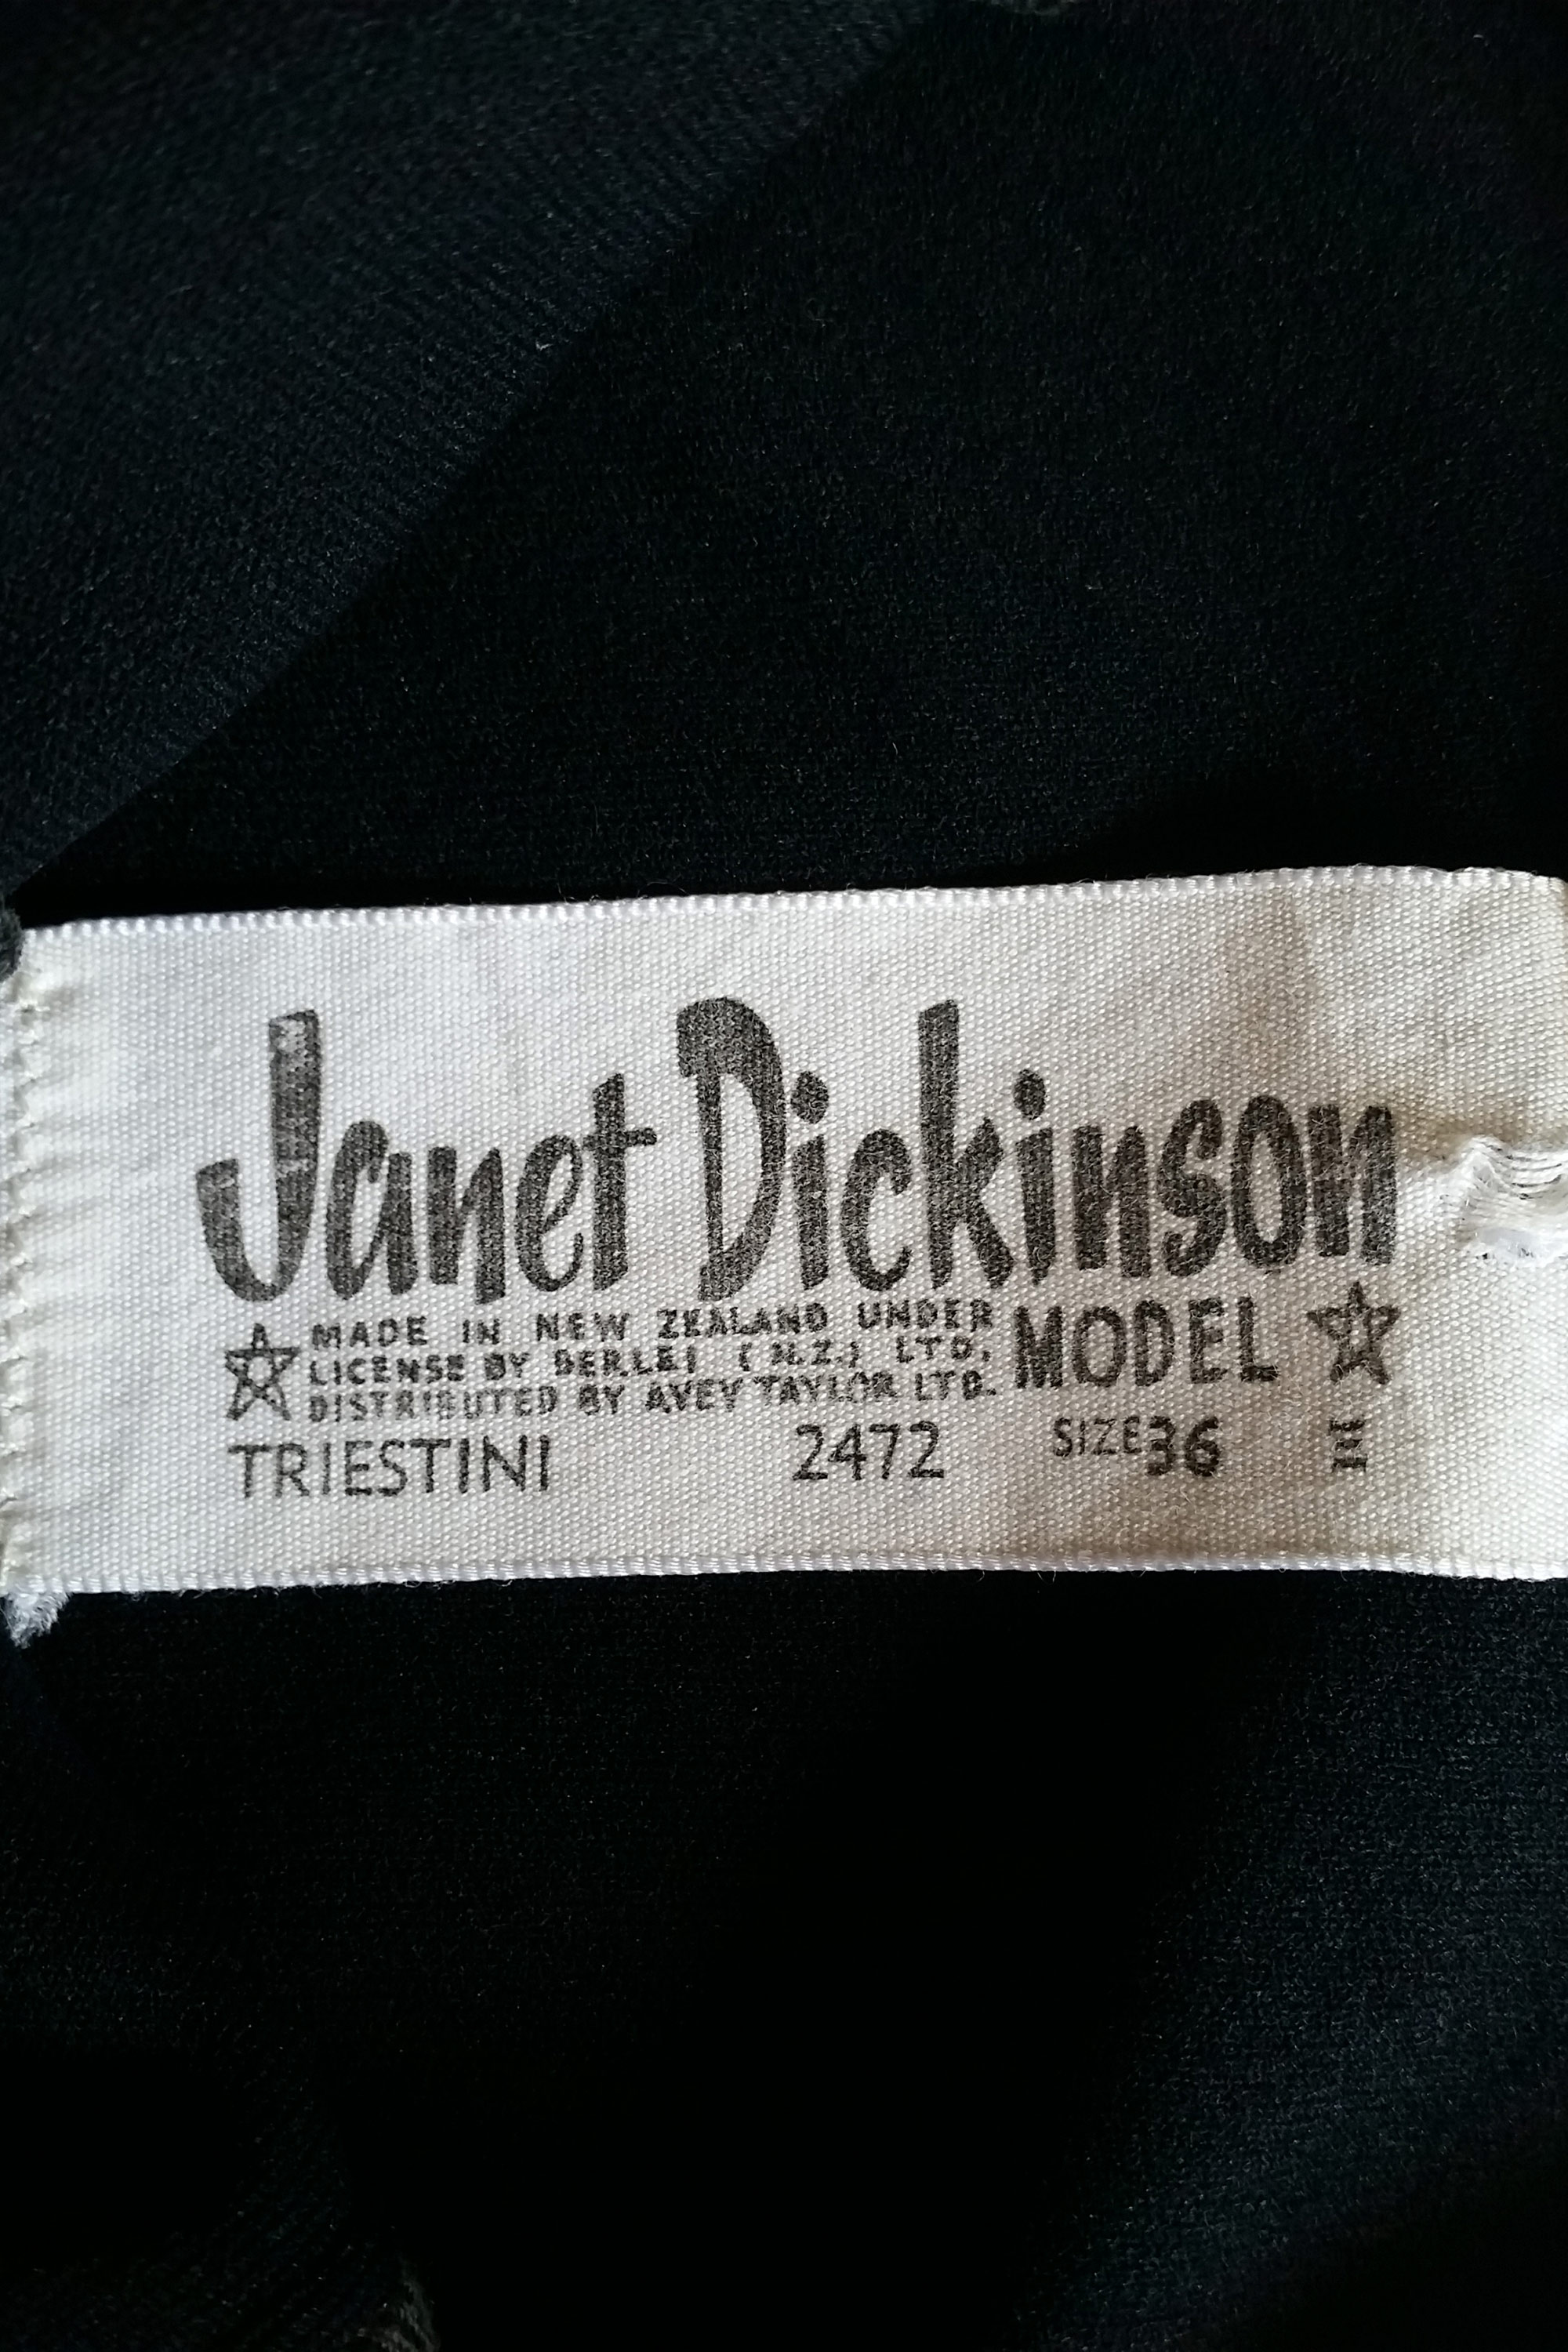 Janet Dickinson
A MADE IN NEW ZEALAND UNDER
LICENSE BY BERLEI (N.Z.) LTD.
DISTRIBUTED BY AVEY TAYLOR LTD.
MODEL
TRIESTINI 2472 SIZE 36